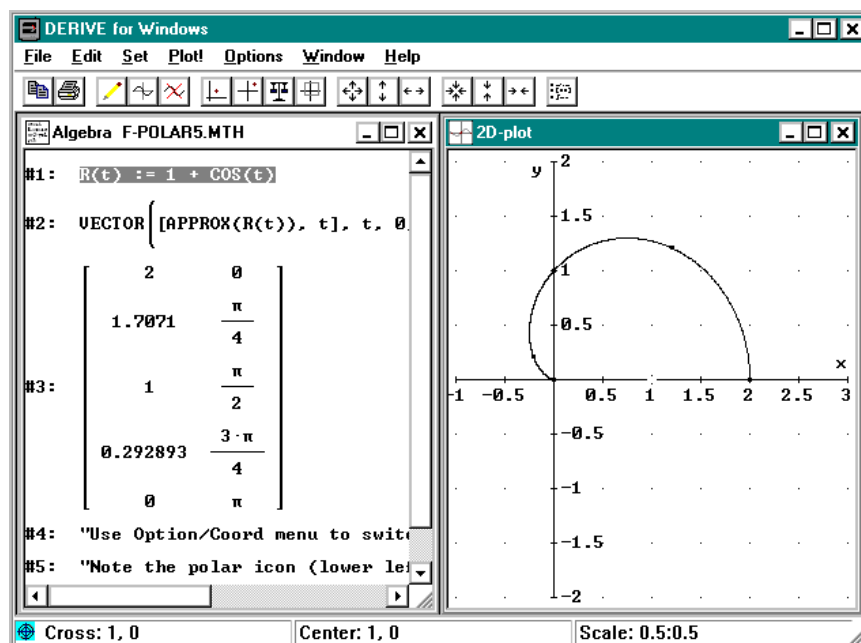 DERIVE for Windows
File Edit Set Plot! Options Window Help
Algebra F-POLAR5.MTH
#1: R(t) := 1 + COS(t)
#2: VECTOR([APPROX(R(t)), t], t, 0
2 0
1.7071 π/4
#3: 1 π/2
0.292893 3·π/4
0 π
#4: "Use Option/Coord menu to swit
#5: "Note the polar icon (lower le
2D-plot
y 2
1.5
1
0.5
x
-1 -0.5 0.5 1 1.5 2 2.5 3
-0.5
-1
-1.5
-2
Cross: 1, 0 Center: 1, 0 Scale: 0.5:0.5